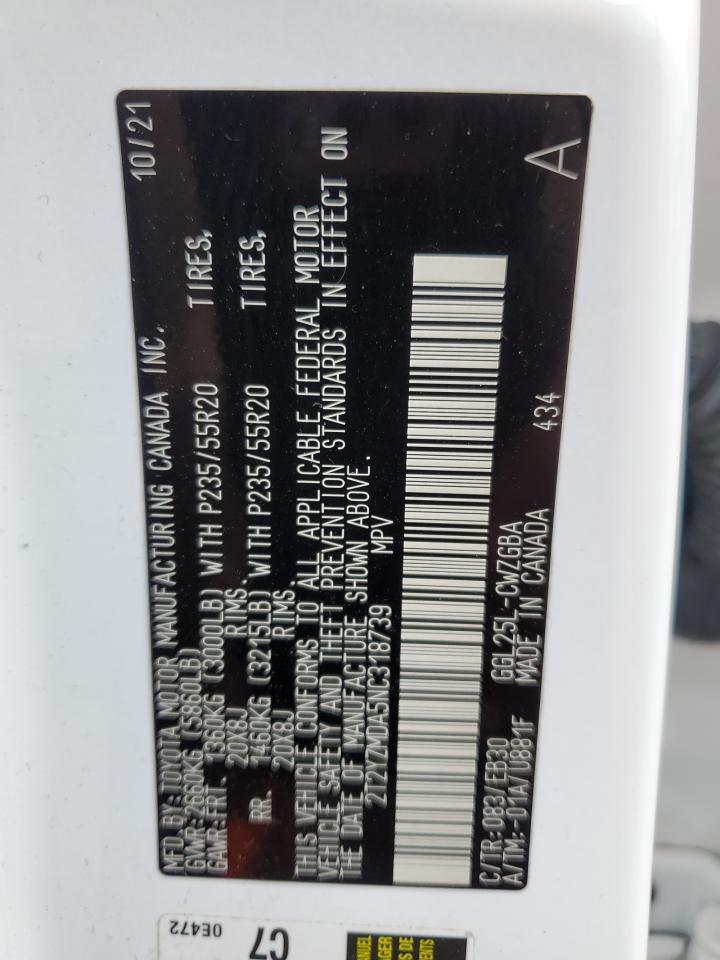 MFD. BY: TOYOTA MOTOR MANUFACTURING CANADA INC. 10/21
GVWR: 2660KG (5860LB)
GAWR: FRT 1360KG (3000LB) WITH P235/55R20 TIRES,
20X8J RIMS.
RR. 1460KG (3215LB) WITH P235/55R20 TIRES,
20X8J RIMS.
THIS VEHICLE CONFORMS TO ALL APPLICABLE FEDERAL MOTOR
VEHICLE SAFETY AND THEFT PREVENTION STANDARDS IN EFFECT ON
THE DATE OF MANUFACTURE SHOWN ABOVE.
2T2YZMDA5NC318739 MPV
C/TR: 083/EB30 GGL25L-CWZGBA A
A/TM: -01A/U881F MADE IN CANADA 434
0E472
C7